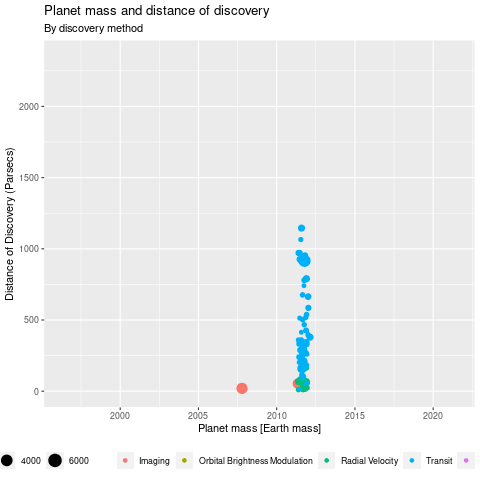 Planet mass and distance of discovery
By discovery method
Distance of Discovery (Parsecs)
2000
1500
1000
500
0
2000 2005 2010 2015 2020
Planet mass [Earth mass]
4000 6000 Imaging Orbital Brightness Modulation Radial Velocity Transit